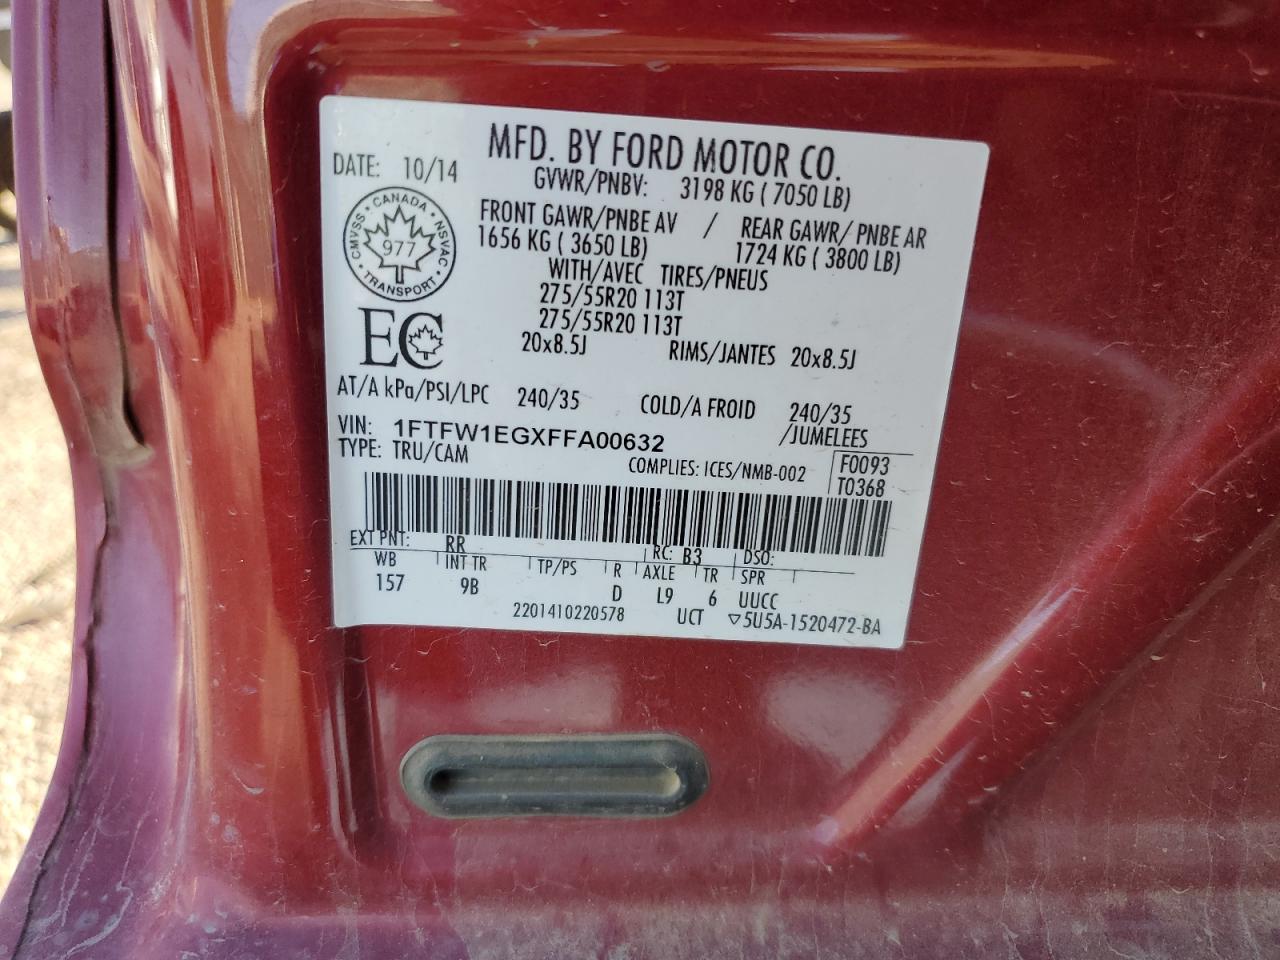 MFD. BY FORD MOTOR CO.
DATE: 10/14
GVWR/PNBV: 3198 KG ( 7050 LB)
FRONT GAWR/PNBE AV / REAR GAWR/ PNBE AR
1656 KG ( 3650 LB) 1724 KG ( 3800 LB)
WITH/AVEC TIRES/PNEUS
275/55R20 113T
275/55R20 113T
20x8.5J RIMS/JANTES 20x8.5J
CMVSS • CANADA • NSVAC • TRANSPORT •
977
EC
AT/A kPa/PSI/LPC 240/35 COLD/A FROID 240/35
/JUMELEES
VIN: 1FTFW1EGXFFA00632
TYPE: TRU/CAM
COMPLIES: ICES/NMB-002
F0093
T0368
EXT PNT: RR RC: B3 DSO:
WB INT TR TP/PS R AXLE TR SPR
157 9B D L9 6 UUCC
2201410220578 UCT ▽5U5A-1520472-BA